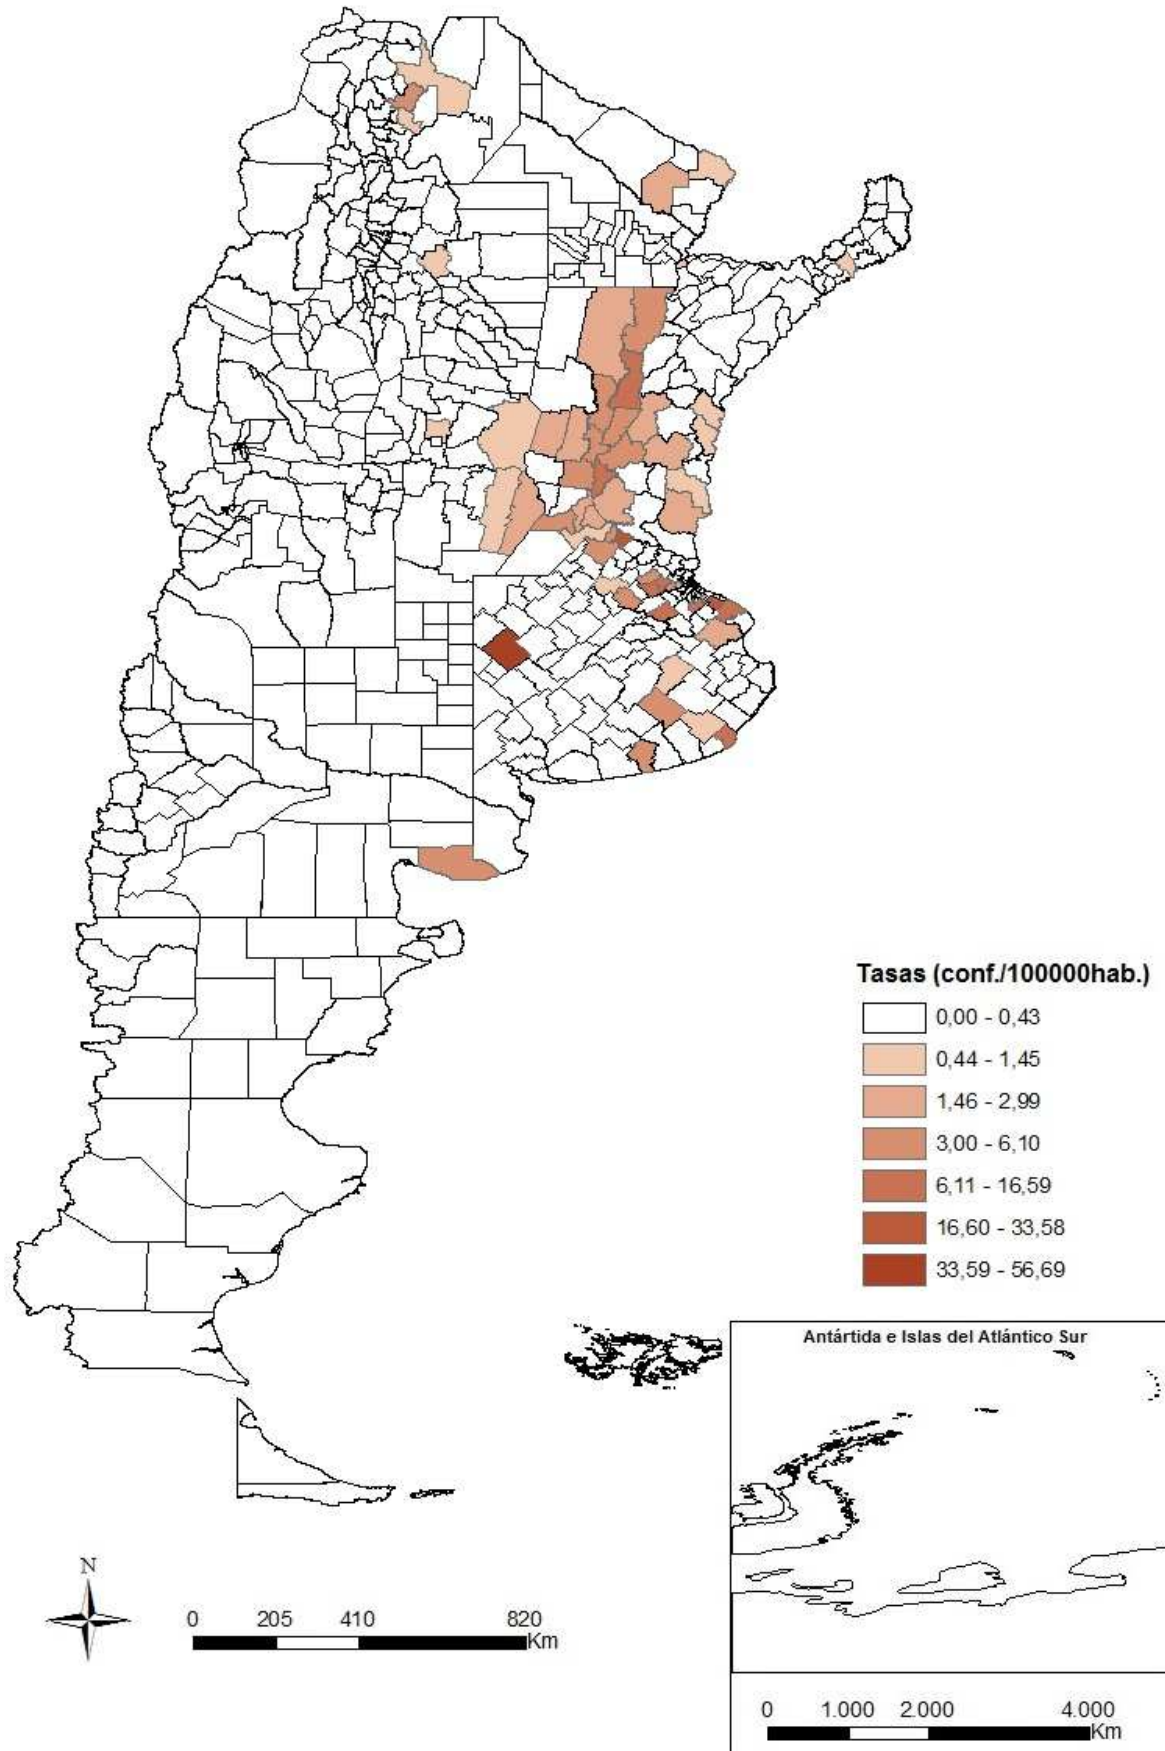 Tasas (conf./100000hab.)
0,00 - 0,43
0,44 - 1,45
1,46 - 2,99
3,00 - 6,10
6,11 - 16,59
16,60 - 33,58
33,59 - 56,69
Antártida e Islas del Atlántico Sur
N
0 205 410 820
Km
0 1.000 2.000 4.000
Km